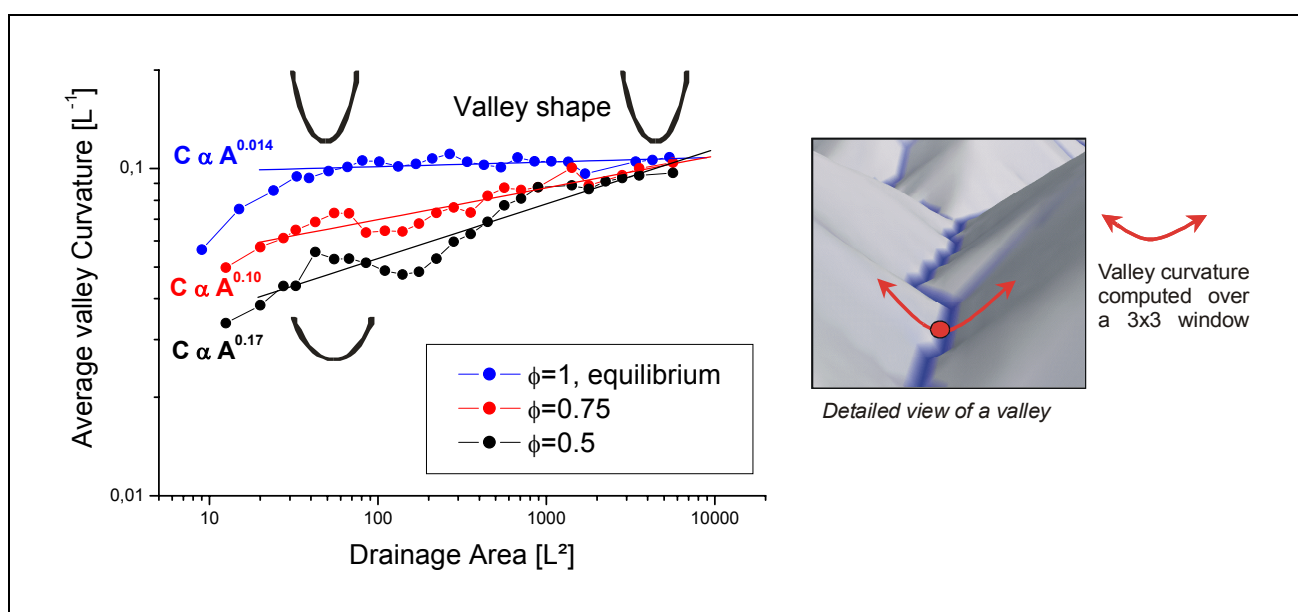 Average valley Curvature [L⁻¹]
0,1
0,01
Valley shape
C α A^0.014
C α A^0.10
C α A^0.17
ϕ=1, equilibrium
ϕ=0.75
ϕ=0.5
10
100
1000
10000
Drainage Area [L²]
Detailed view of a valley
Valley curvature
computed over
a 3x3 window